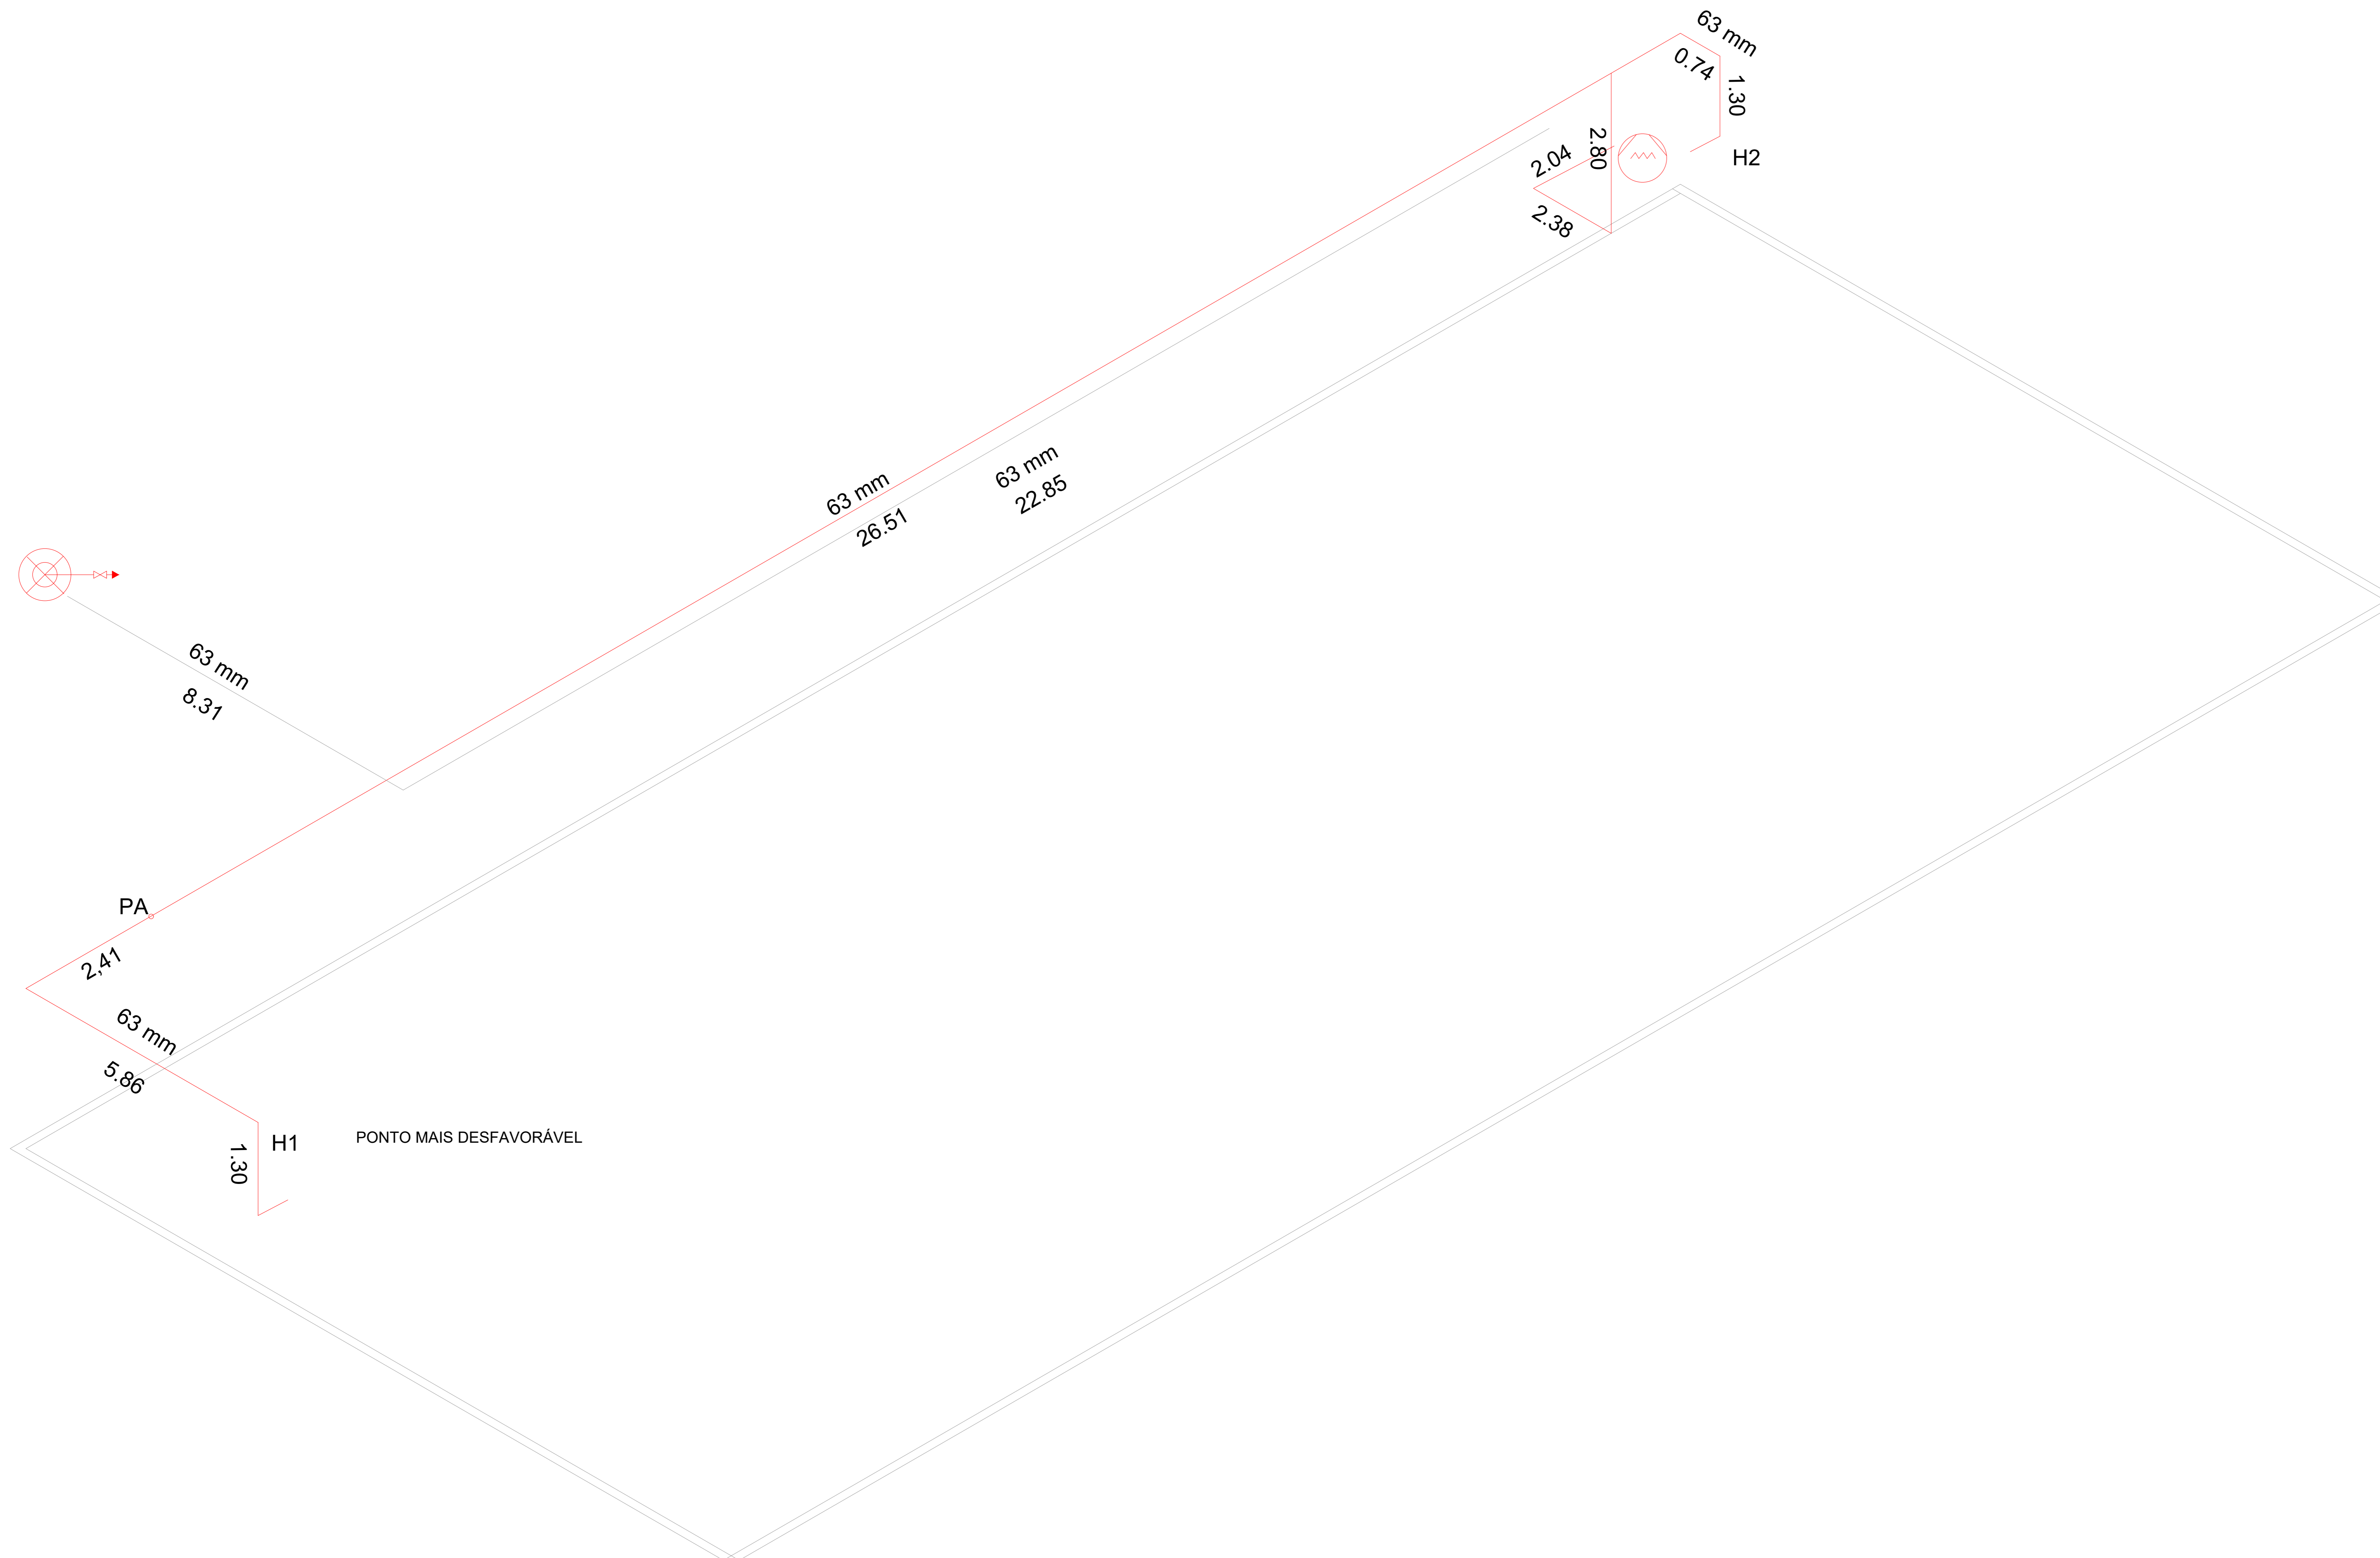 63 mm
0.74
1.30
H2
2.80
2.04
2.38
63 mm
22.85
63 mm
26.51
63 mm
8.31
PA
2,41
63 mm
5.86
H1
PONTO MAIS DESFAVORÁVEL
1.30